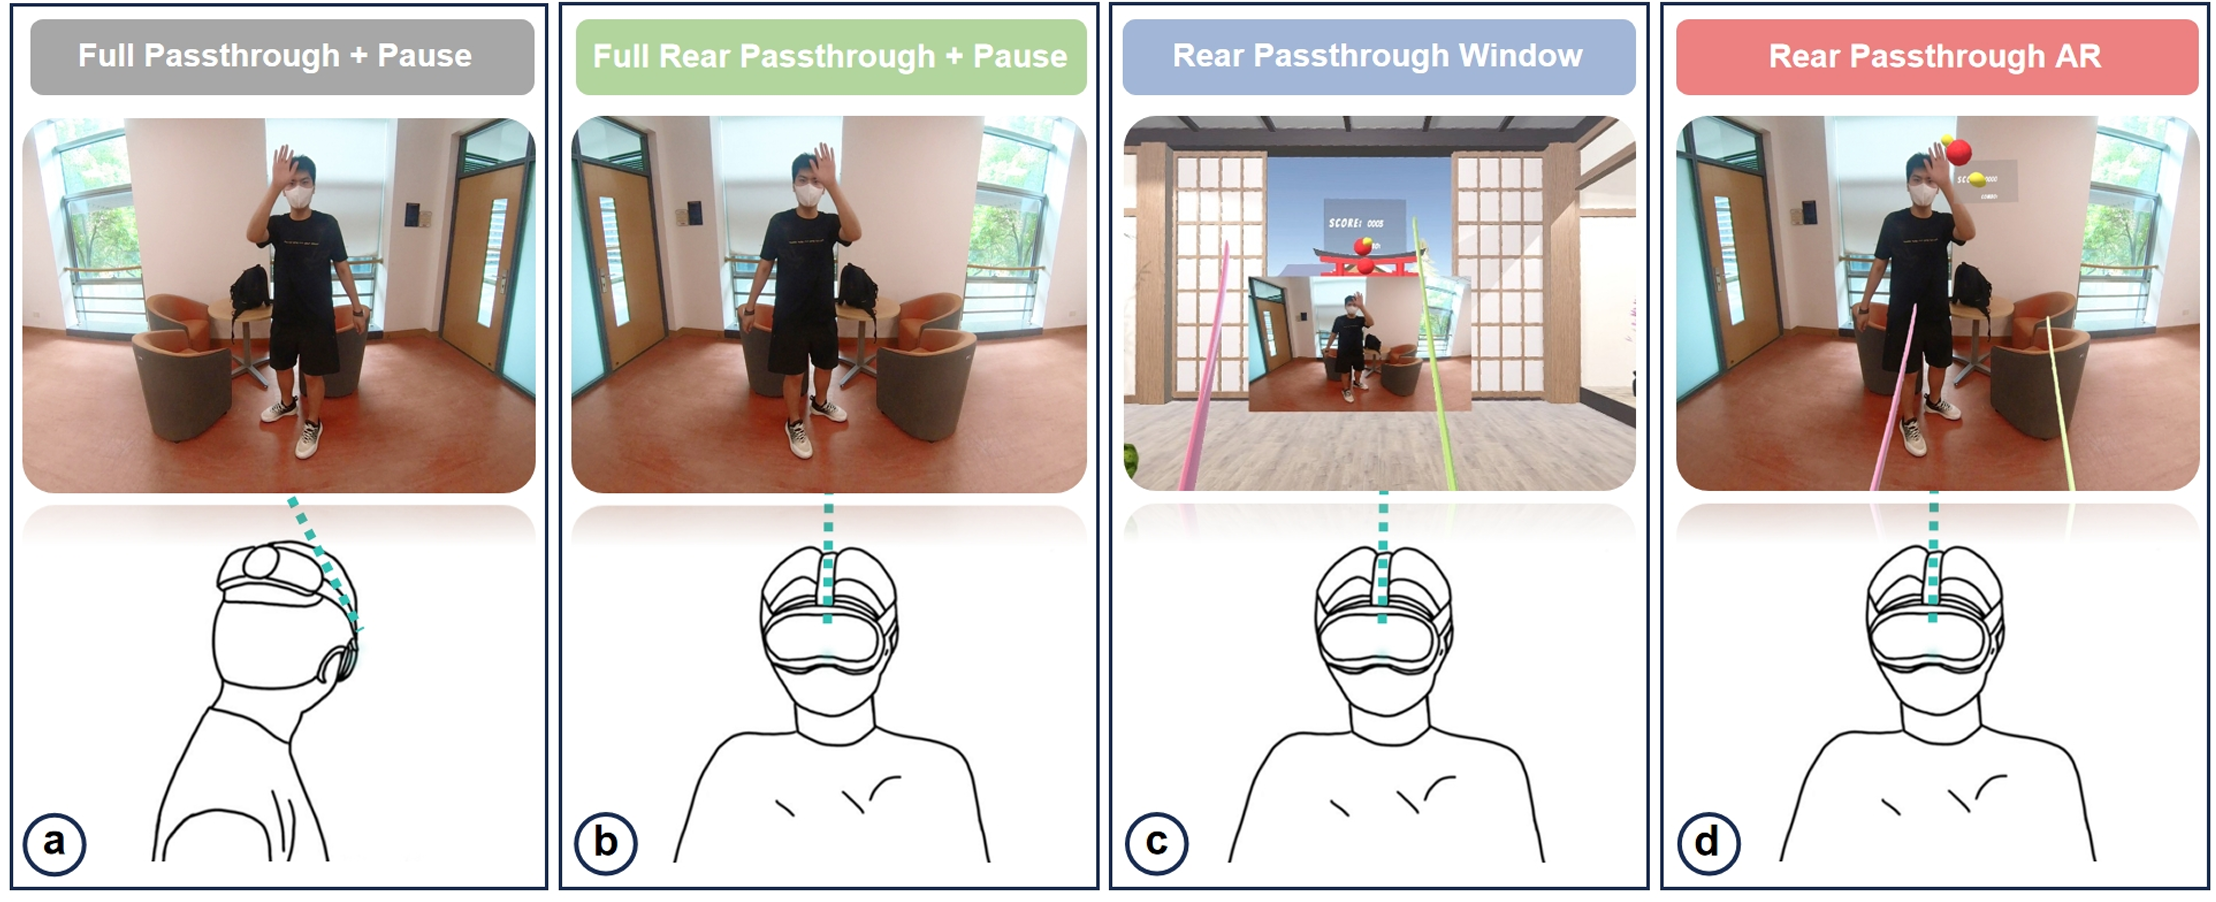 Full Passthrough + Pause
Full Rear Passthrough + Pause
Rear Passthrough Window
Rear Passthrough AR
SCORE: 0005
a
b
c
d